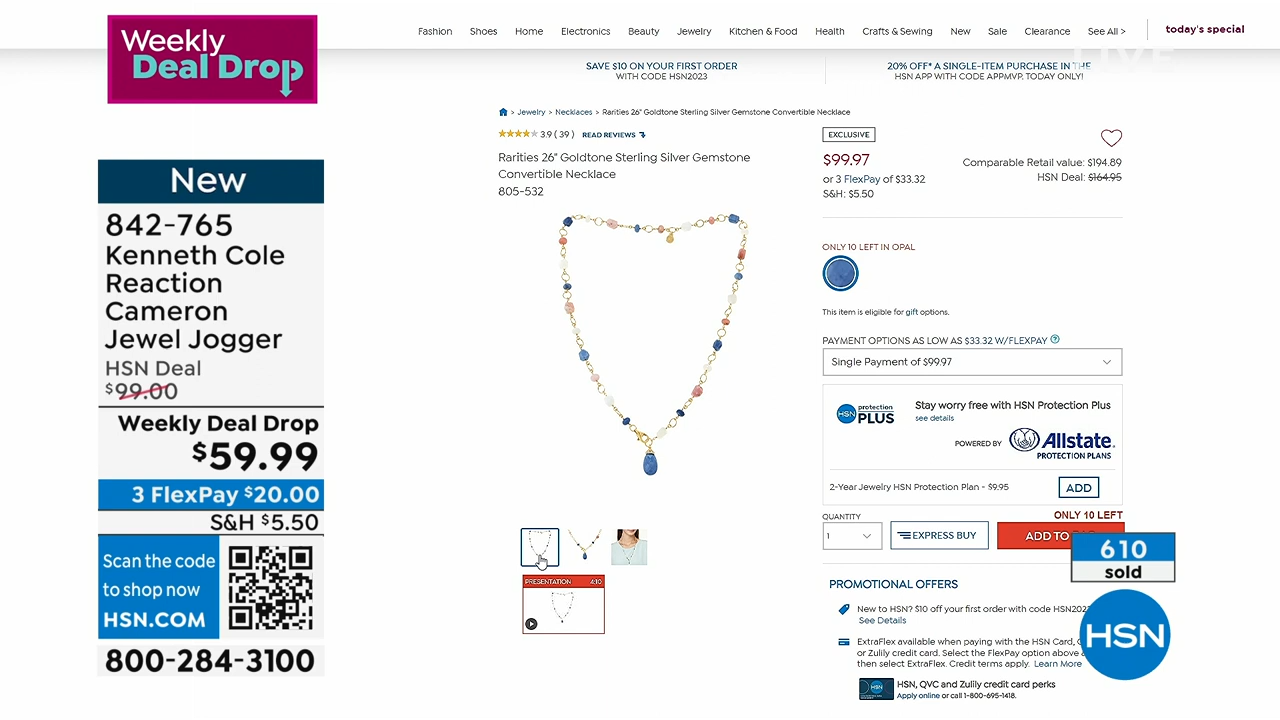 Weekly
Deal Drop
Fashion Shoes Home Electronics Beauty Jewelry Kitchen & Food Health Crafts & Sewing New Sale Clearance See All > today's special
LIVE
SAVE $10 ON YOUR FIRST ORDER
WITH CODE HSN2023
20% OFF* A SINGLE-ITEM PURCHASE IN THE
HSN APP WITH CODE APPMVP. TODAY ONLY!
> Jewelry > Necklaces > Rarities 26" Goldtone Sterling Silver Gemstone Convertible Necklace
3.9 ( 39 ) READ REVIEWS
Rarities 26" Goldtone Sterling Silver Gemstone
Convertible Necklace
805-532
EXCLUSIVE
$99.97
or 3 FlexPay of $33.32
S&H: $5.50
Comparable Retail value: $194.89
HSN Deal: $164.95
ONLY 10 LEFT IN OPAL
This item is eligible for gift options.
PAYMENT OPTIONS AS LOW AS $33.32 W/FLEXPAY ?
Single Payment of $99.97
HSN protection PLUS
Stay worry free with HSN Protection Plus
see details
POWERED BY Allstate.
PROTECTION PLANS
2-Year Jewelry HSN Protection Plan - $9.95 ADD
ONLY 10 LEFT
QUANTITY
1 EXPRESS BUY ADD TO
PRESENTATION 4:10
PROMOTIONAL OFFERS
New to HSN? $10 off your first order with code HSN202
See Details
ExtraFlex available when paying with the HSN Card,
or Zulily credit card. Select the FlexPay option above
then select ExtraFlex. Credit terms apply. Learn More
HSN, QVC and Zulily credit card perks
Apply online or call 1-800-695-1418.
New
842-765
Kenneth Cole
Reaction
Cameron
Jewel Jogger
HSN Deal
$99.00
Weekly Deal Drop
$59.99
3 FlexPay $20.00
S&H $5.50
Scan the code
to shop now
HSN.COM
800-284-3100
610
sold
HSN